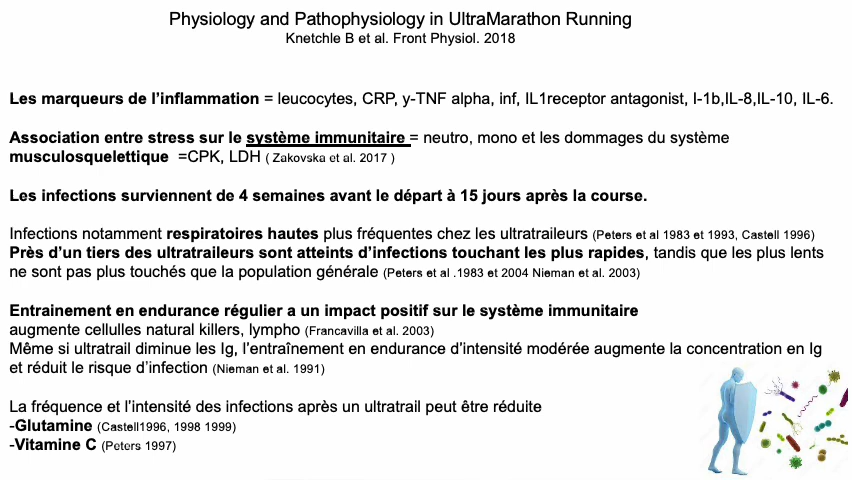 Physiology and Pathophysiology in UltraMarathon Running
Knetchle B et al. Front Physiol. 2018
Les marqueurs de l'inflammation = leucocytes, CRP, y-TNF alpha, inf, IL1receptor antagonist, I-1b,IL-8,IL-10, IL-6.
Association entre stress sur le système immunitaire = neutro, mono et les dommages du système
musculosquelettique =CPK, LDH ( Zakovska et al. 2017 )
Les infections surviennent de 4 semaines avant le départ à 15 jours après la course.
Infections notamment respiratoires hautes plus fréquentes chez les ultratraileurs (Peters et al 1983 et 1993, Castell 1996)
Près d'un tiers des ultratraileurs sont atteints d'infections touchant les plus rapides, tandis que les plus lents
ne sont pas plus touchés que la population générale (Peters et al .1983 et 2004 Nieman et al. 2003)
Entrainement en endurance régulier a un impact positif sur le système immunitaire
augmente cellulles natural killers, lympho (Francavilla et al. 2003)
Même si ultratrail diminue les Ig, l'entraînement en endurance d'intensité modérée augmente la concentration en Ig
et réduit le risque d'infection (Nieman et al. 1991)
La fréquence et l'intensité des infections après un ultratrail peut être réduite
-Glutamine (Castell1996, 1998 1999)
-Vitamine C (Peters 1997)